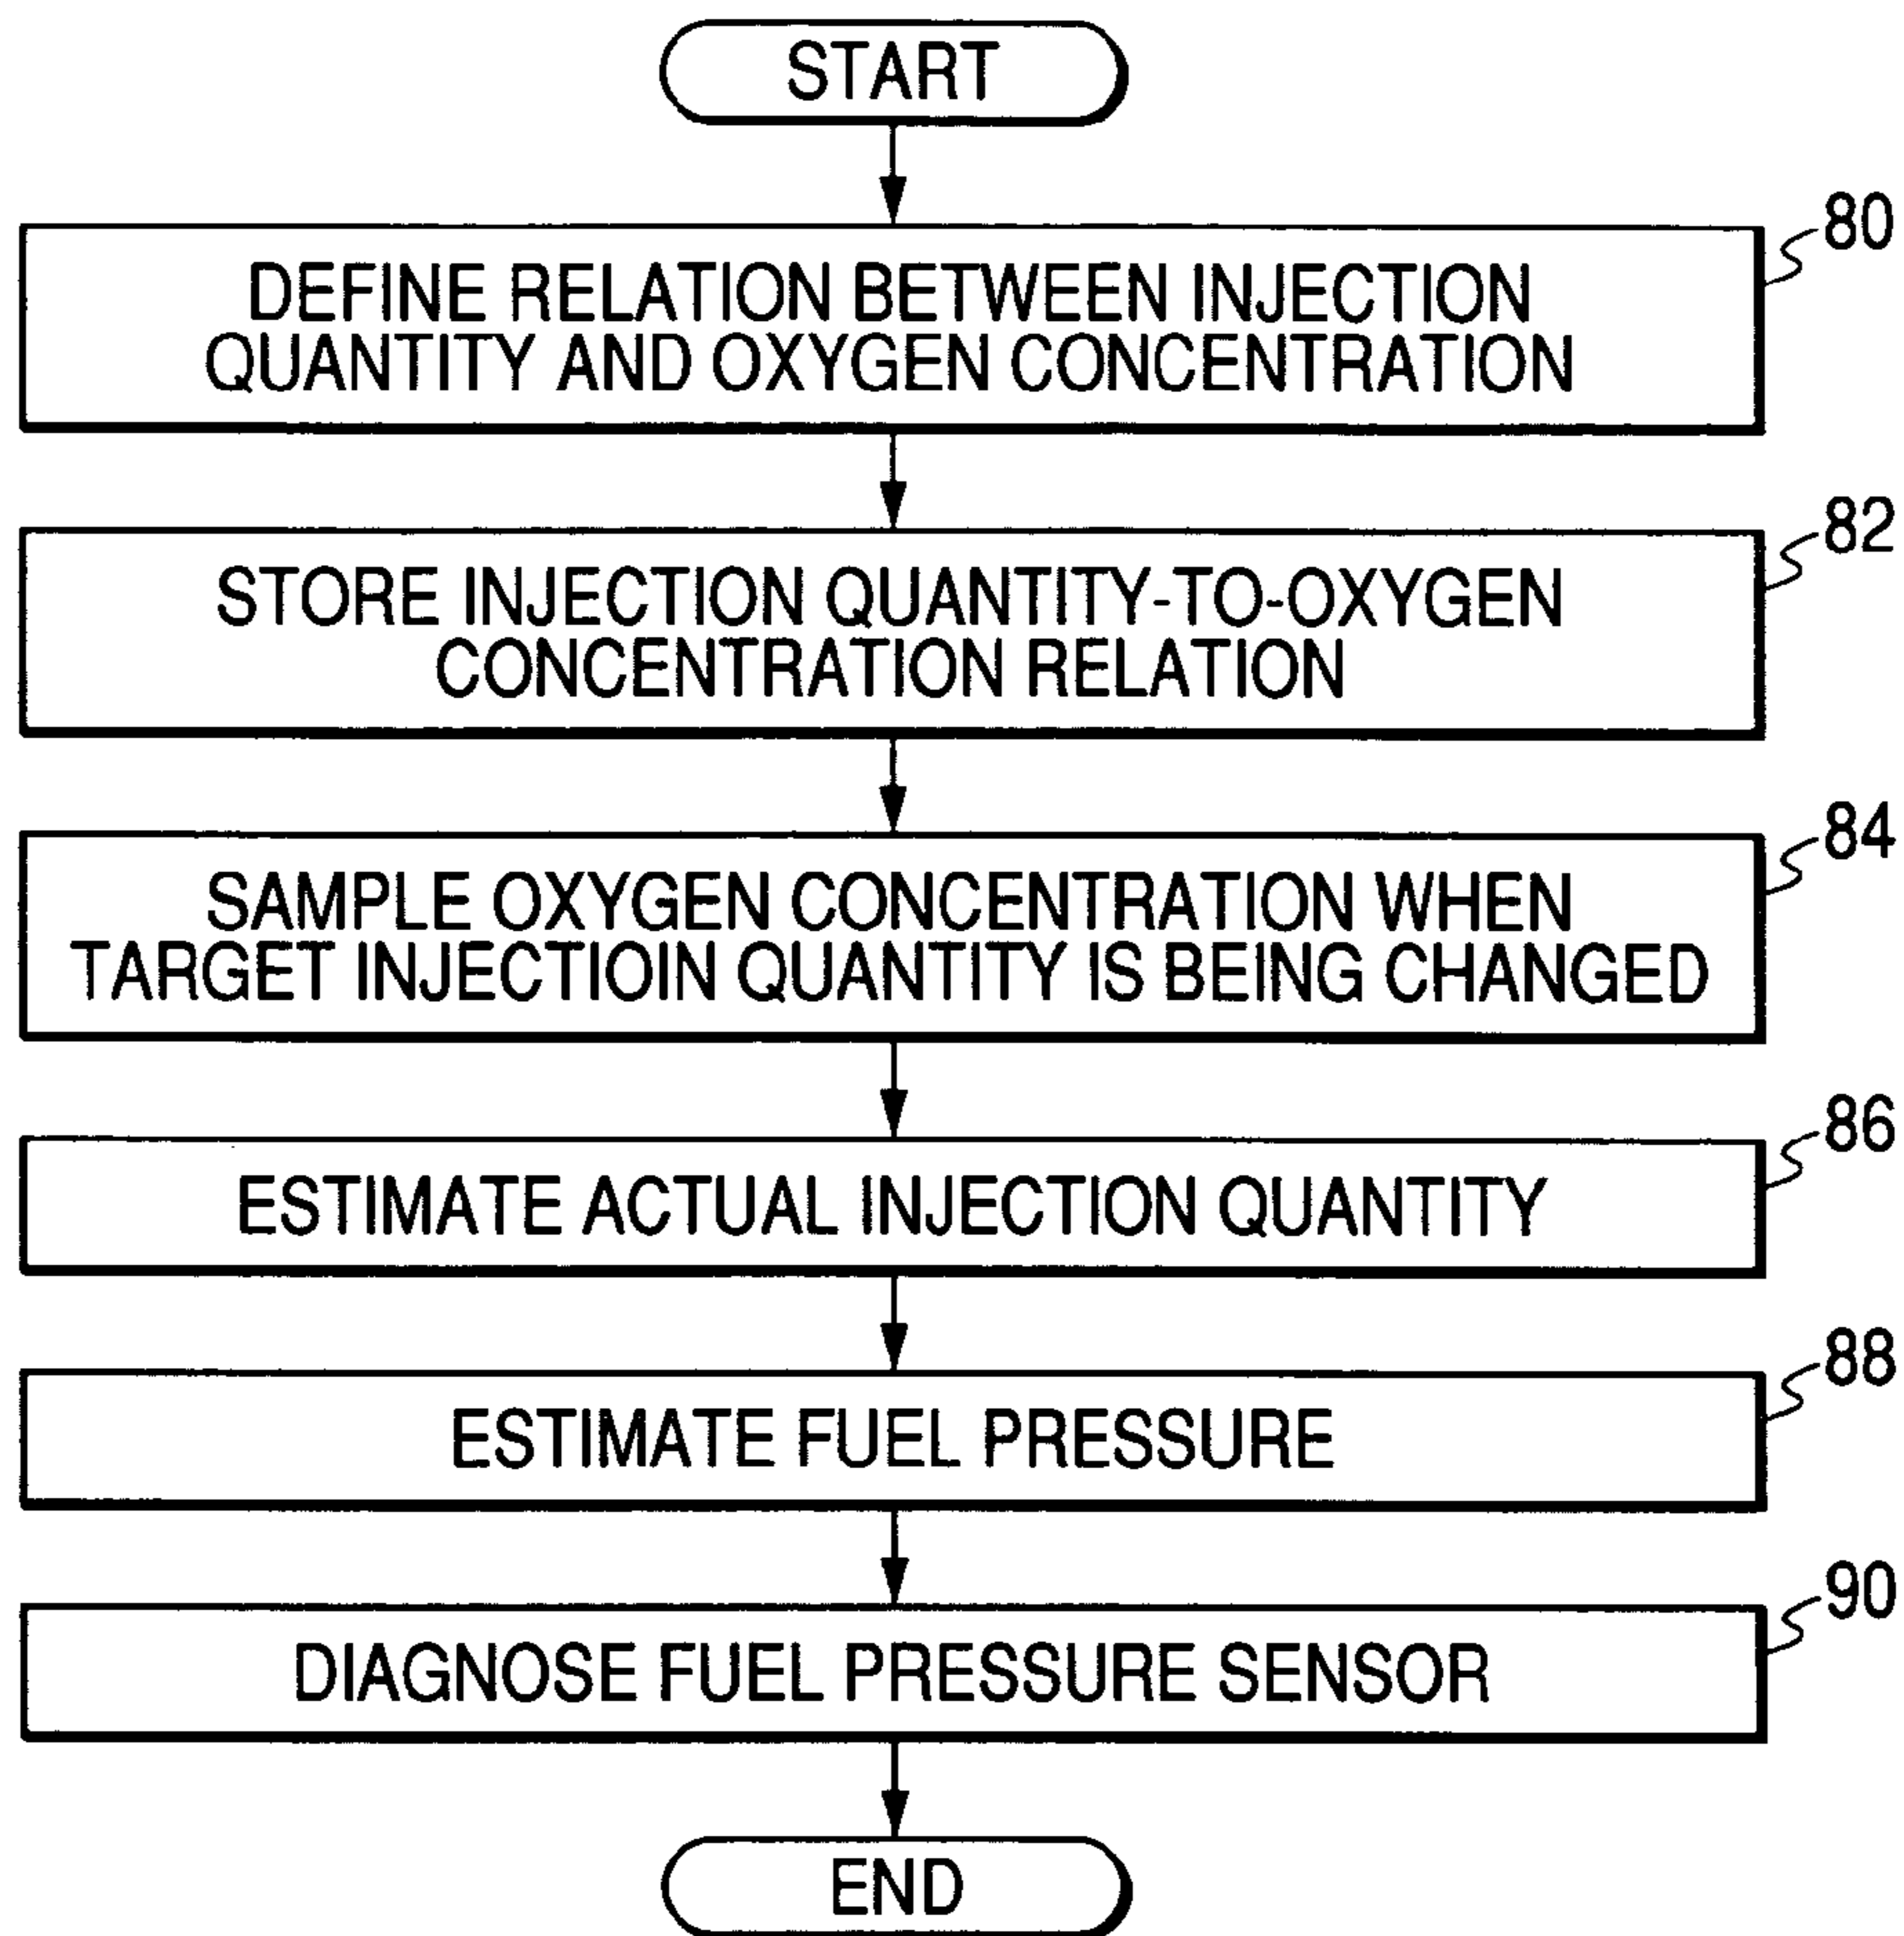 START
80
DEFINE RELATION BETWEEN INJECTION
QUANTITY AND OXYGEN CONCENTRATION
82
STORE INJECTION QUANTITY-TO-OXYGEN
CONCENTRATION RELATION
84
SAMPLE OXYGEN CONCENTRATION WHEN
TARGET INJECTIOIN QUANTITY IS BEING CHANGED
86
ESTIMATE ACTUAL INJECTION QUANTITY
88
ESTIMATE FUEL PRESSURE
90
DIAGNOSE FUEL PRESSURE SENSOR
END